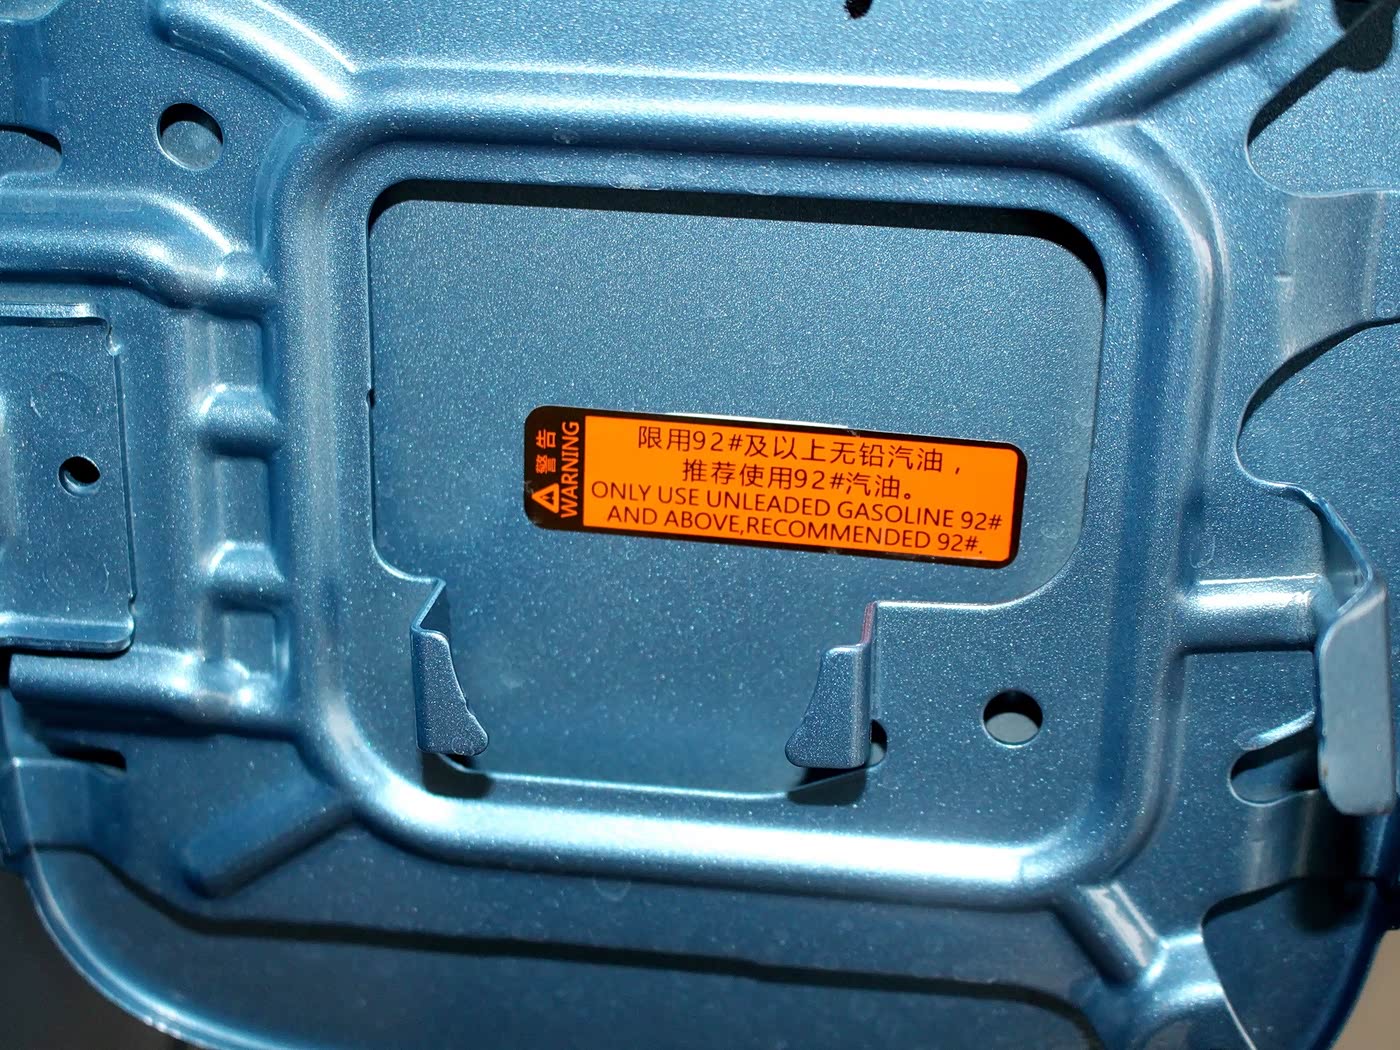 警告
WARNING
限用92#及以上无铅汽油，
推荐使用92#汽油。
ONLY USE UNLEADED GASOLINE 92#
AND ABOVE,RECOMMENDED 92#.